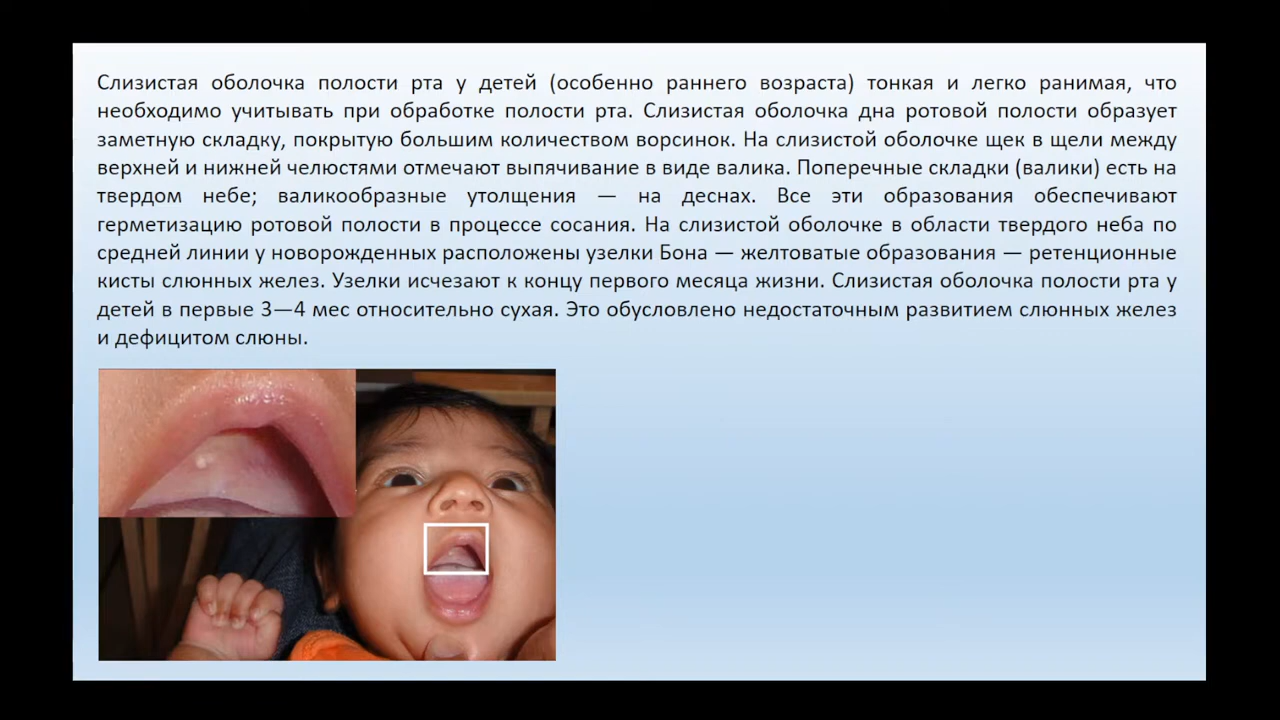 Слизистая оболочка полости рта у детей (особенно раннего возраста) тонкая и легко ранимая, что
необходимо учитывать при обработке полости рта. Слизистая оболочка дна ротовой полости образует
заметную складку, покрытую большим количеством ворсинок. На слизистой оболочке щек в щели между
верхней и нижней челюстями отмечают выпячивание в виде валика. Поперечные складки (валики) есть на
твердом небе; валикообразные утолщения — на деснах. Все эти образования обеспечивают
герметизацию ротовой полости в процессе сосания. На слизистой оболочке в области твердого неба по
средней линии у новорожденных расположены узелки Бона — желтоватые образования — ретенционные
кисты слюнных желез. Узелки исчезают к концу первого месяца жизни. Слизистая оболочка полости рта у
детей в первые 3—4 мес относительно сухая. Это обусловлено недостаточным развитием слюнных желез
и дефицитом слюны.